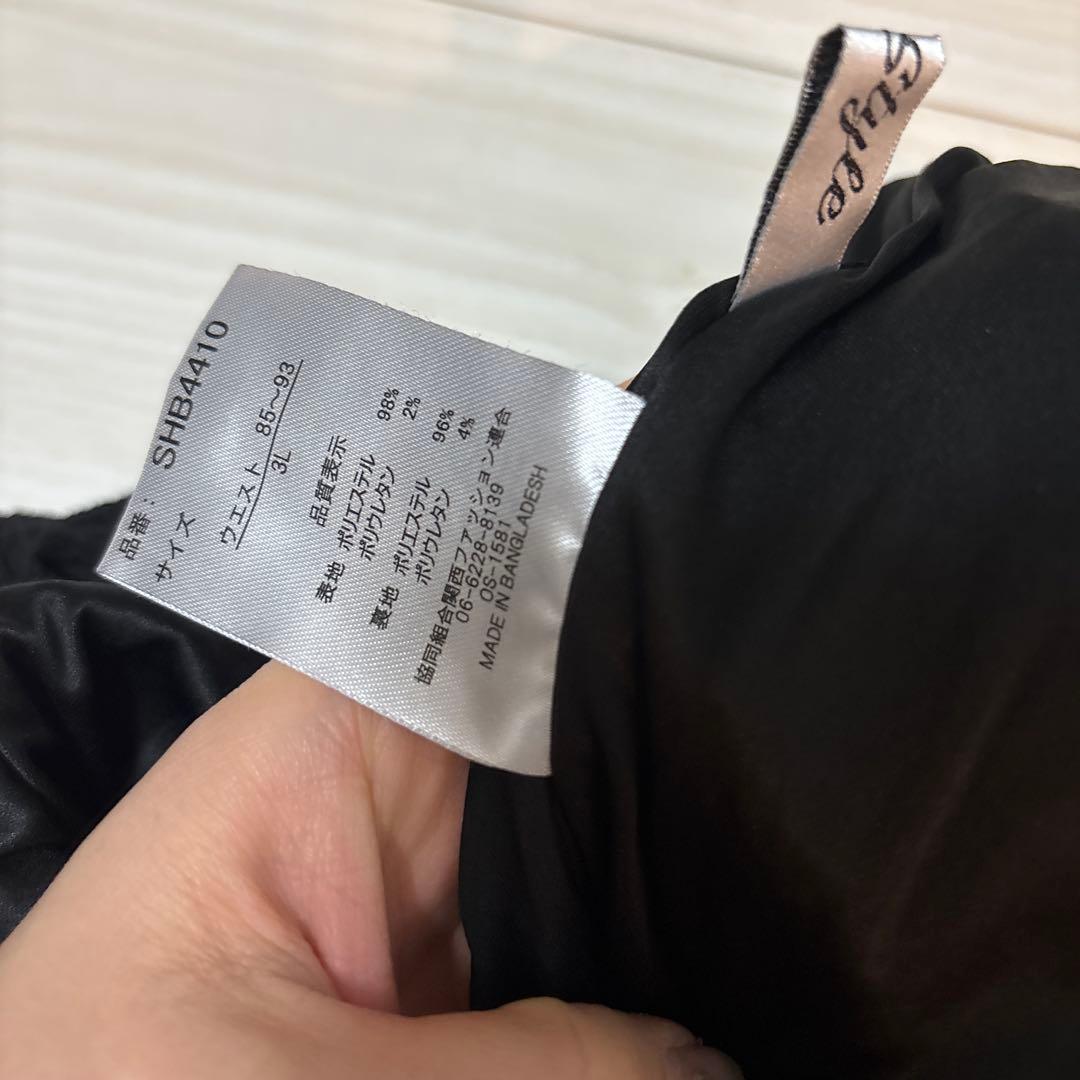 Style
品番: SHB4410
サイズ
ウエスト 85～93
3L
品質表示
表地 ポリエステル 98%
ポリウレタン 2%
裏地 ポリエステル 96%
ポリウレタン 4%
協同組合関西ファッション連合
06-6228-8139
OS-1581
MADE IN BANGLADESH